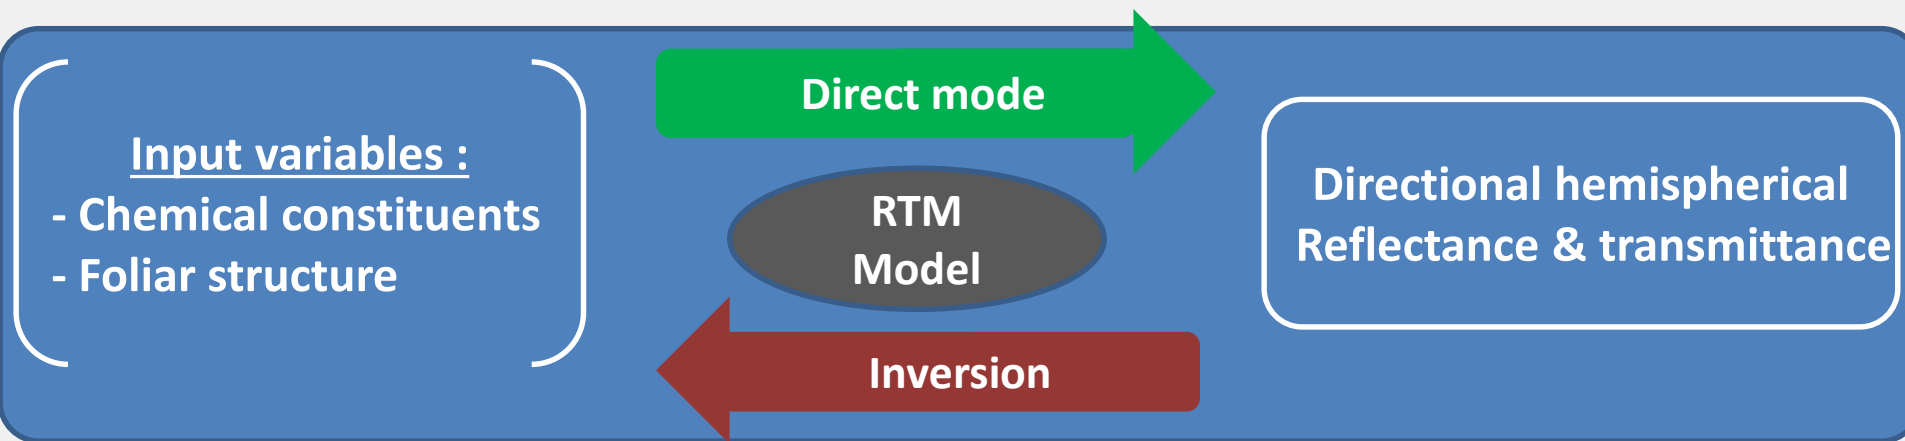 Input variables :
- Chemical constituents
- Foliar structure
Direct mode
RTM
Model
Inversion
Directional hemispherical
Reflectance & transmittance